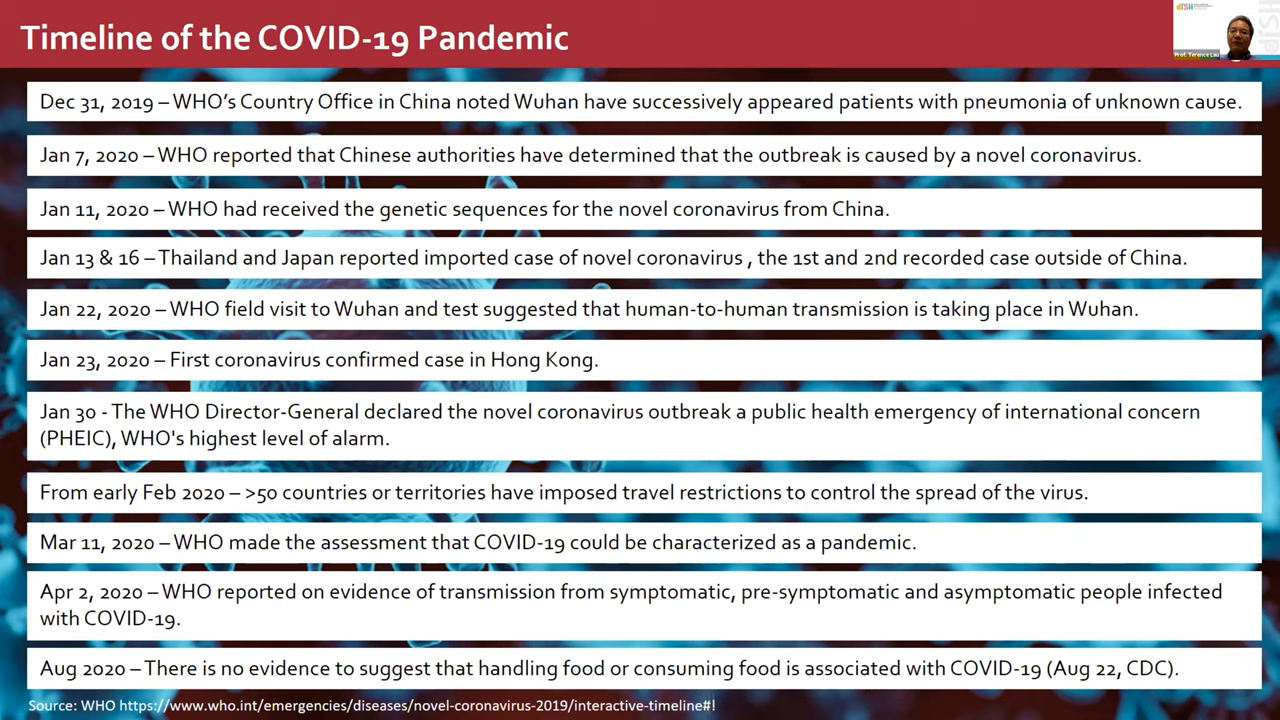 Timeline of the COVID-19 Pandemic
Prof. Terence Lau
Dec 31, 2019 – WHO’s Country Office in China noted Wuhan have successively appeared patients with pneumonia of unknown cause.
Jan 7, 2020 – WHO reported that Chinese authorities have determined that the outbreak is caused by a novel coronavirus.
Jan 11, 2020 – WHO had received the genetic sequences for the novel coronavirus from China.
Jan 13 & 16 – Thailand and Japan reported imported case of novel coronavirus , the 1st and 2nd recorded case outside of China.
Jan 22, 2020 – WHO field visit to Wuhan and test suggested that human-to-human transmission is taking place in Wuhan.
Jan 23, 2020 – First coronavirus confirmed case in Hong Kong.
Jan 30 - The WHO Director-General declared the novel coronavirus outbreak a public health emergency of international concern
(PHEIC), WHO's highest level of alarm.
From early Feb 2020 – >50 countries or territories have imposed travel restrictions to control the spread of the virus.
Mar 11, 2020 – WHO made the assessment that COVID-19 could be characterized as a pandemic.
Apr 2, 2020 – WHO reported on evidence of transmission from symptomatic, pre-symptomatic and asymptomatic people infected
with COVID-19.
Aug 2020 – There is no evidence to suggest that handling food or consuming food is associated with COVID-19 (Aug 22, CDC).
Source: WHO https://www.who.int/emergencies/diseases/novel-coronavirus-2019/interactive-timeline#!